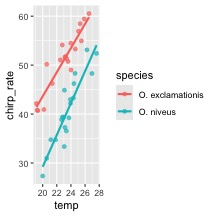 60
50
40
30
chirp_rate
20 22 24 26 28
temp
species
O. exclamationis
O. niveus